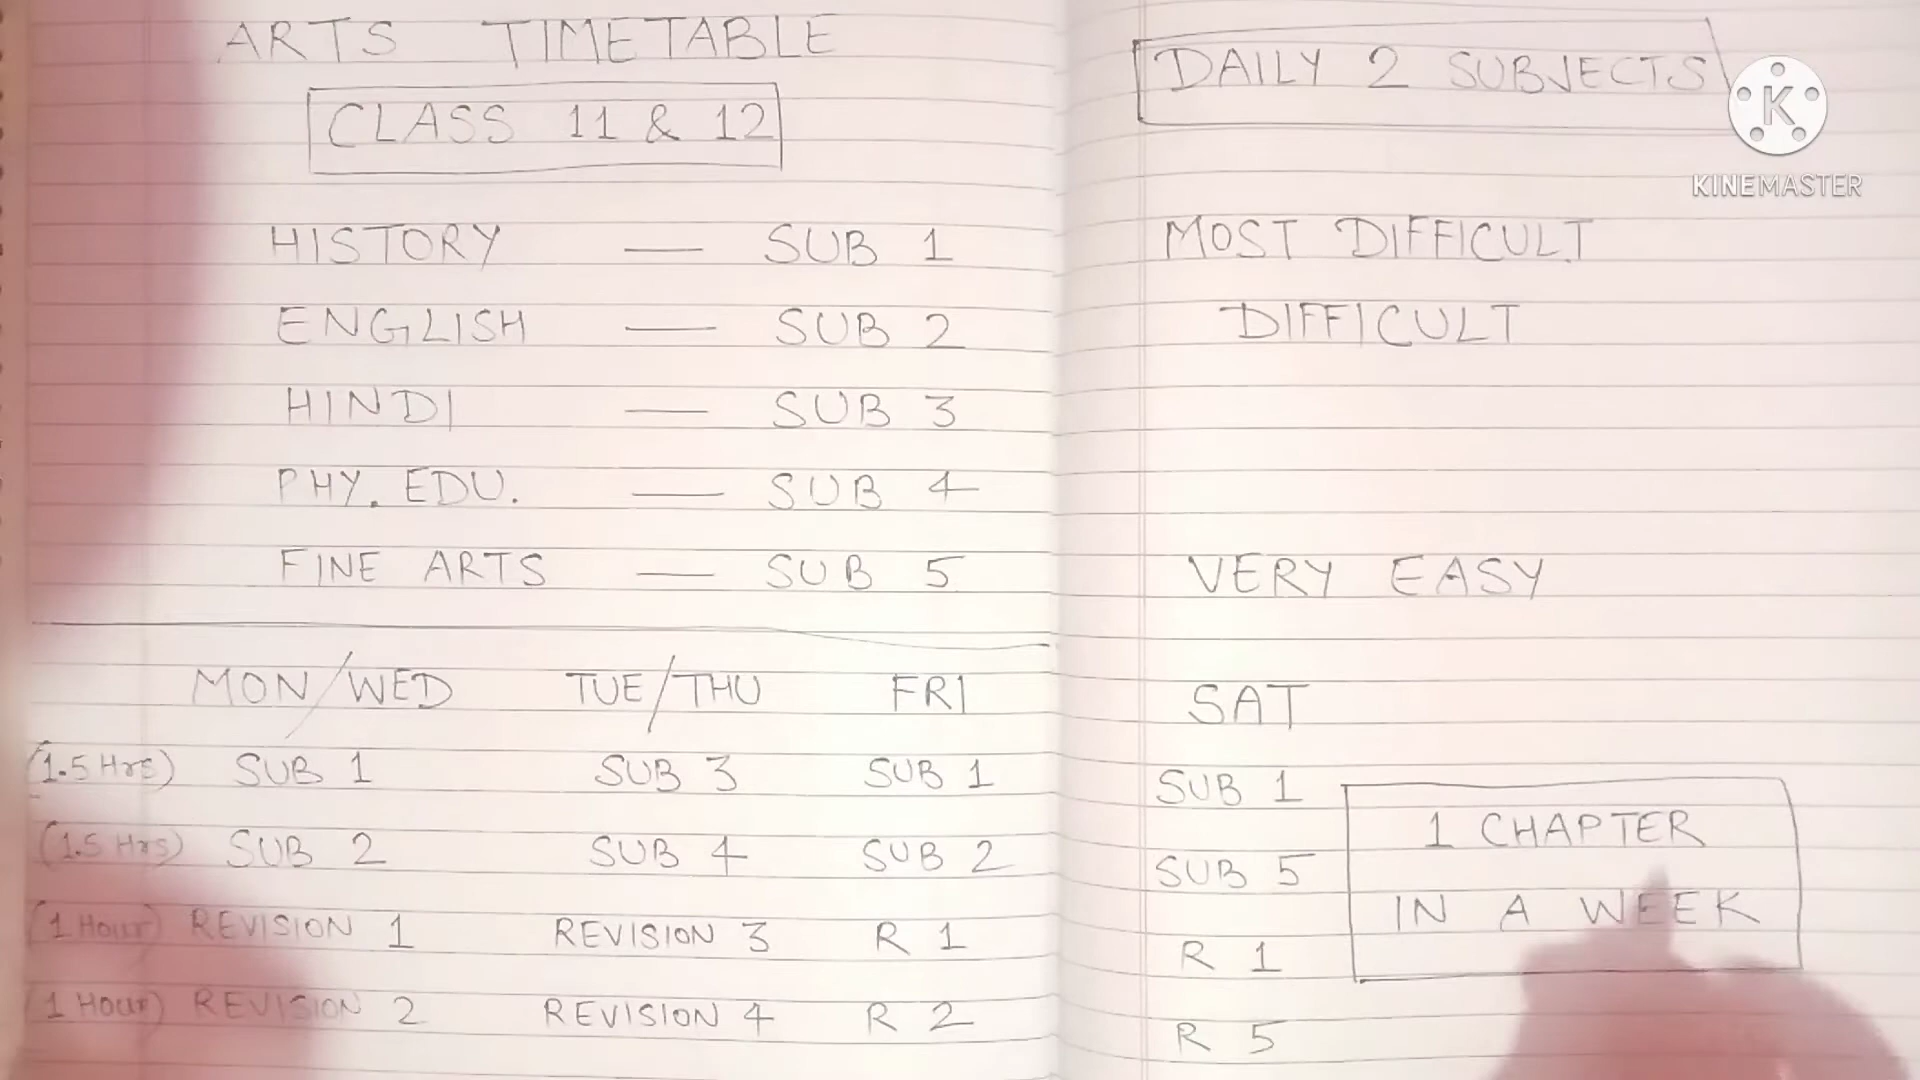 ARTS TIMETABLE
CLASS 11 & 12
HISTORY — SUB 1
ENGLISH — SUB 2
HINDI — SUB 3
PHY. EDU. — SUB 4
FINE ARTS — SUB 5
MON/WED TUE/THU FRI
(1.5 Hrs) SUB 1 SUB 3 SUB 1
(1.5 Hrs) SUB 2 SUB 4 SUB 2
(1 Hour) REVISION 1 REVISION 3 R 1
(1 Hour) REVISION 2 REVISION 4 R 2
DAILY 2 SUBJECTS
K
KINEMASTER
MOST DIFFICULT
DIFFICULT
VERY EASY
SAT
SUB 1
SUB 5
R 1
R 5
1 CHAPTER
IN A WEEK